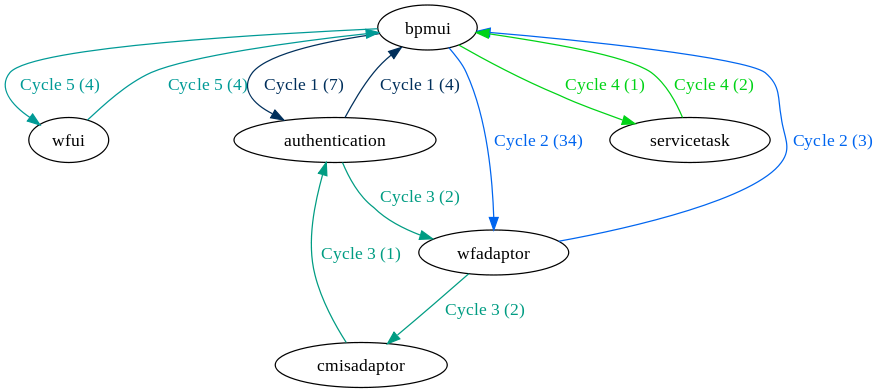 bpmui
Cycle 5 (4)
Cycle 5 (4)
Cycle 1 (7)
Cycle 1 (4)
Cycle 4 (1)
Cycle 4 (2)
wfui
authentication
Cycle 2 (34)
servicetask
Cycle 2 (3)
Cycle 3 (2)
Cycle 3 (1)
wfadaptor
Cycle 3 (2)
cmisadaptor